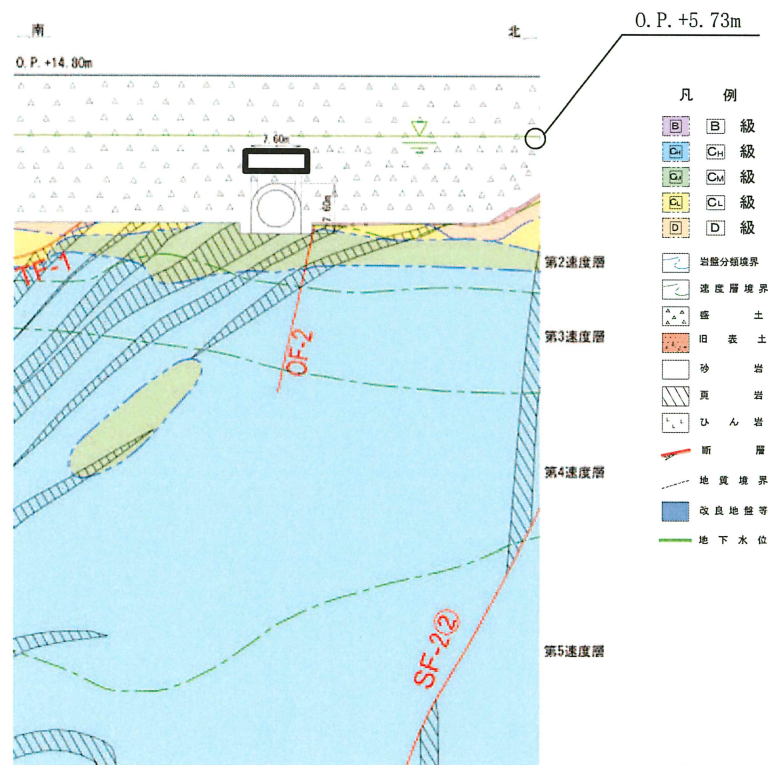 O.P.+5.73m
南 北
O.P.+14.80m
7.60m
7.60m
TF-1
OF-2
SF-2②
第2速度層
第3速度層
第4速度層
第5速度層
凡 例
B B 級
CH CH 級
CM CM 級
CL CL 級
D D 級
岩盤分類境界
速度層境界
盛土
旧表土
砂岩
頁岩
ひん岩
断層
地質境界
改良地盤等
地下水位